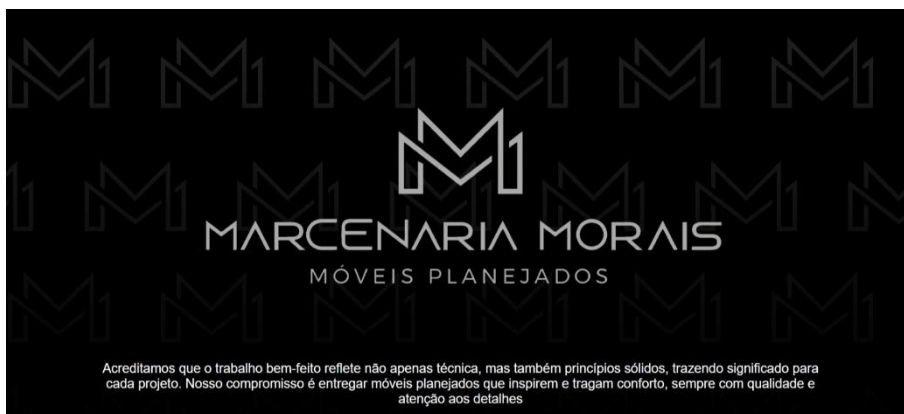 MARCENARIA MORAIS
MÓVEIS PLANEJADOS
Acreditamos que o trabalho bem-feito reflete não apenas técnica, mas também princípios sólidos, trazendo significado para
cada projeto. Nosso compromisso é entregar móveis planejados que inspirem e tragam conforto, sempre com qualidade e
atenção aos detalhes